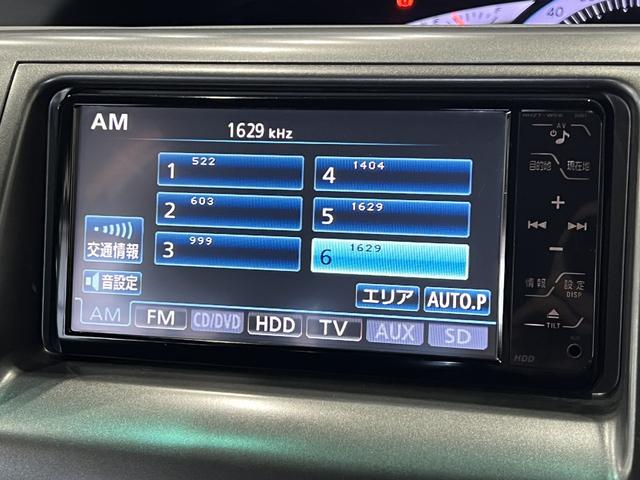 AM
1629 kHz
1 522
4 1404
2 603
5 1629
3 999
6 1629
交通情報
音設定
エリア
AUTO.P
AM FM CD/DVD HDD TV AUX SD
AV
目的地 現在地
+
−
情報 設定
DISP
TILT
HDD
40